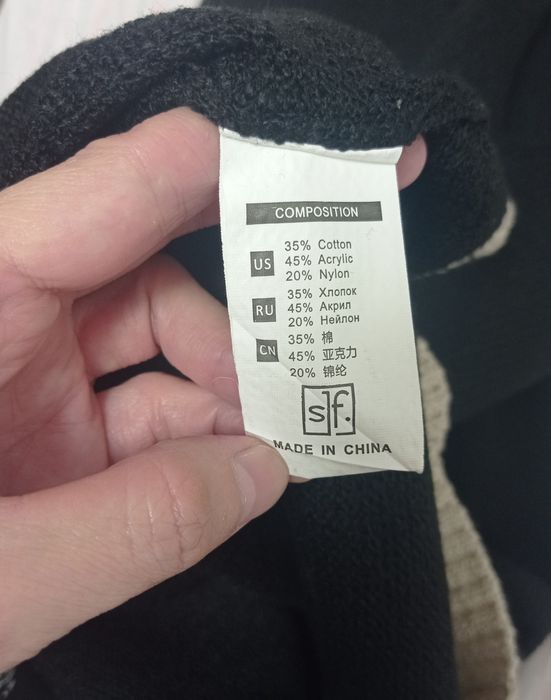 COMPOSITION
US
35% Cotton
45% Acrylic
20% Nylon
RU
35% Хлопок
45% Акрил
20% Нейлон
CN
35% 棉
45% 亚克力
20% 锦纶
sf.
MADE IN CHINA